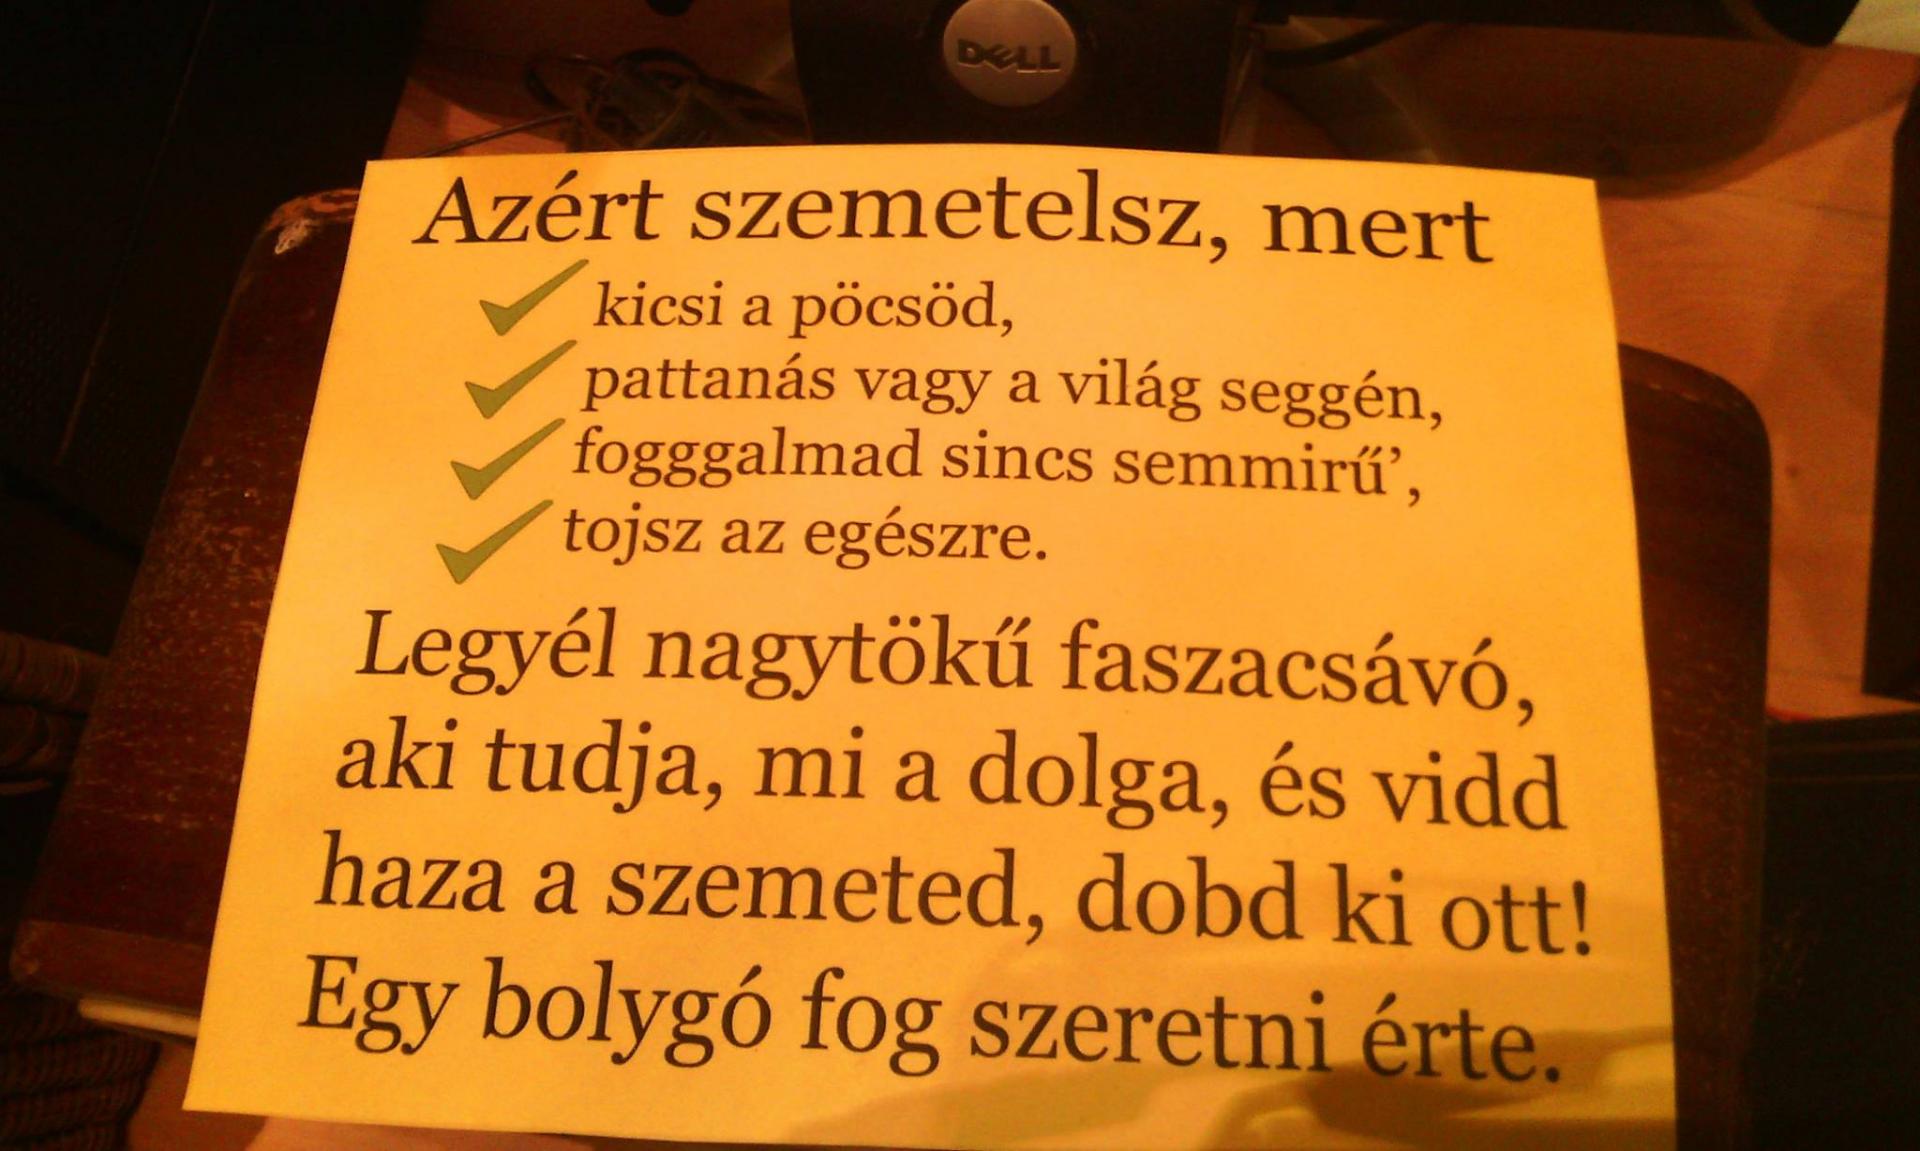 DELL
Azért szemetelsz, mert
kicsi a pöcsöd,
pattanás vagy a világ seggén,
fogggalmad sincs semmirű’,
tojsz az egészre.
Legyél nagytökű faszacsávó,
aki tudja, mi a dolga, és vidd
haza a szemeted, dobd ki ott!
Egy bolygó fog szeretni érte.